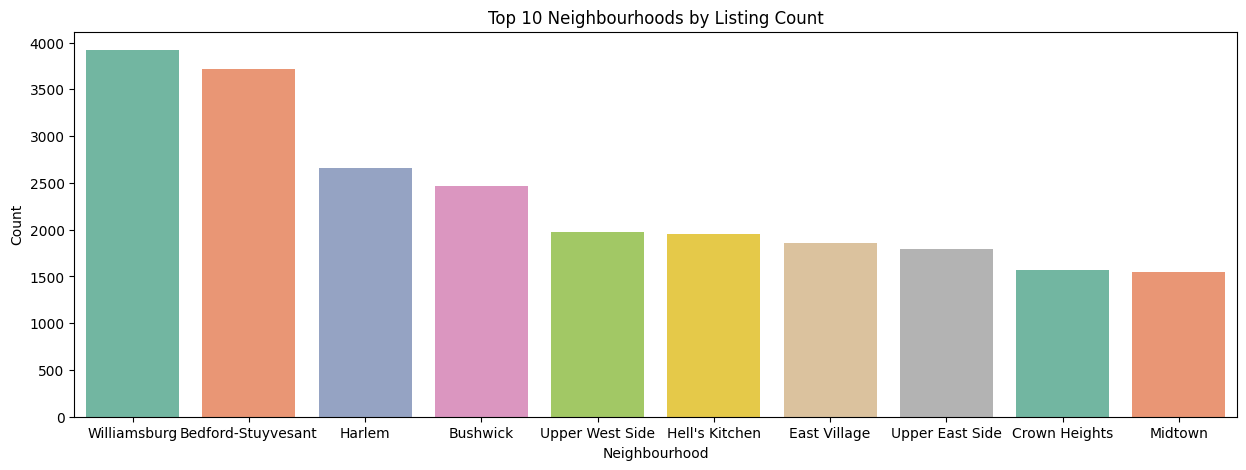 Top 10 Neighbourhoods by Listing Count
Count
4000
3500
3000
2500
2000
1500
1000
500
0
Williamsburg Bedford-Stuyvesant Harlem Bushwick Upper West Side Hell's Kitchen East Village Upper East Side Crown Heights Midtown
Neighbourhood